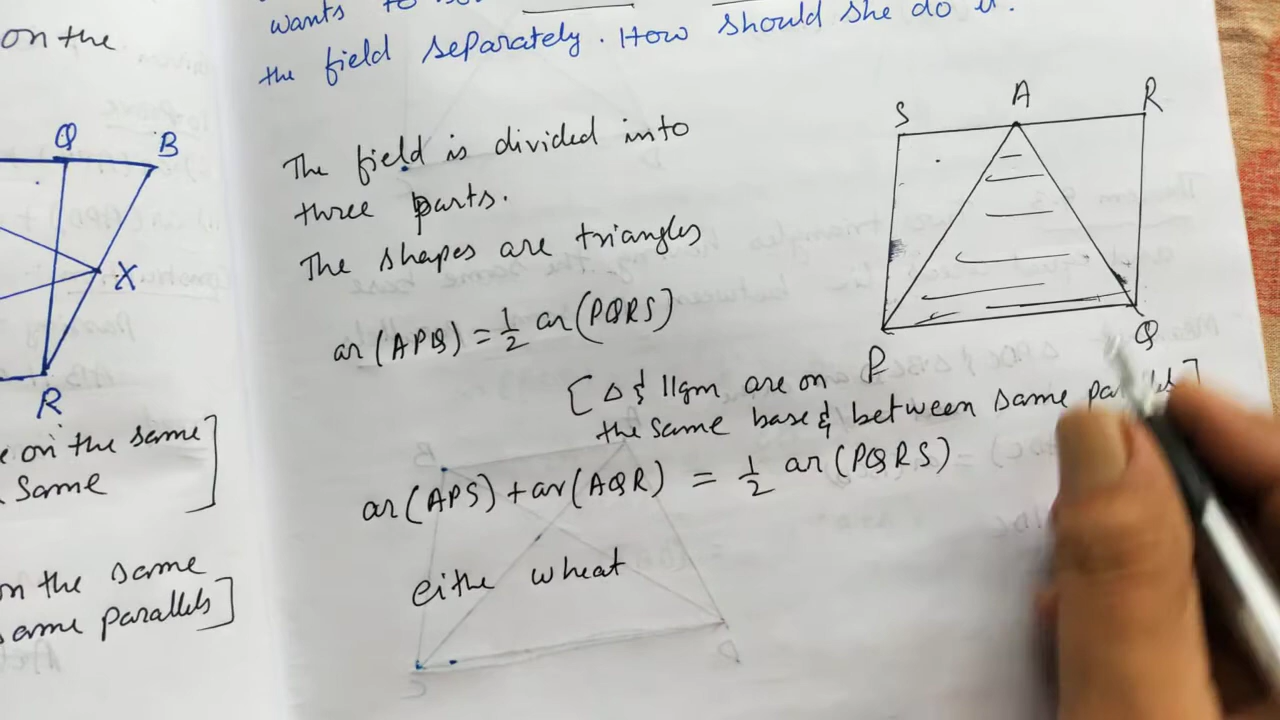 on the
Q B
X
R
e on the same]
Same
on the same
same parallels]
wants to
the field separately. How should she do it.
The field is divided into
three parts.
The shapes are triangles
ar (APQ) = 1/2 ar (PQRS)
[Δ & ||gm are on
the same base & between same parallels]
ar (APS) + ar (AQR) = 1/2 ar (PQRS)
eithe wheat
S A R
P Q
B
C D